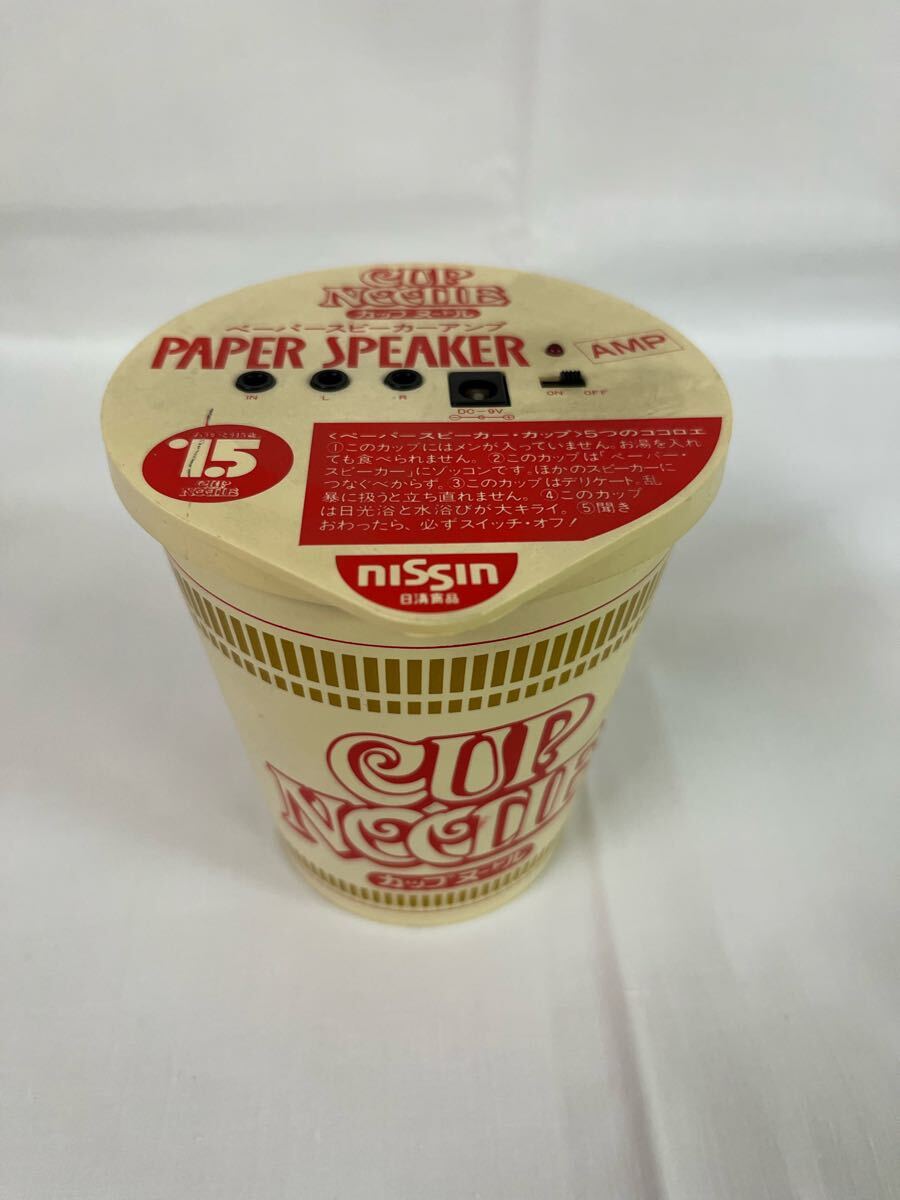 CUP
NOODLE
カップヌードル
ペーパースピーカーアンプ
PAPER SPEAKER
AMP
IN
L
R
DC-9V
ON
OFF
1.5
<ペーパースピーカー・カップ>5つのココロエ
①このカップにはメンが入っていません。お湯を入れ
ても食べられません。②このカップは「ペーパー・
スピーカー」にゾッコンです。ほかのスピーカーに
つなぐべからず。③このカップはデリケート。乱
暴に扱うと立ち直れません。④このカップ
は日光浴と水浴びが大キライ。⑤聞き
おわったら、必ずスイッチ・オフ!
NISSIN
日清食品
CUP
NOODLE
カップヌードル